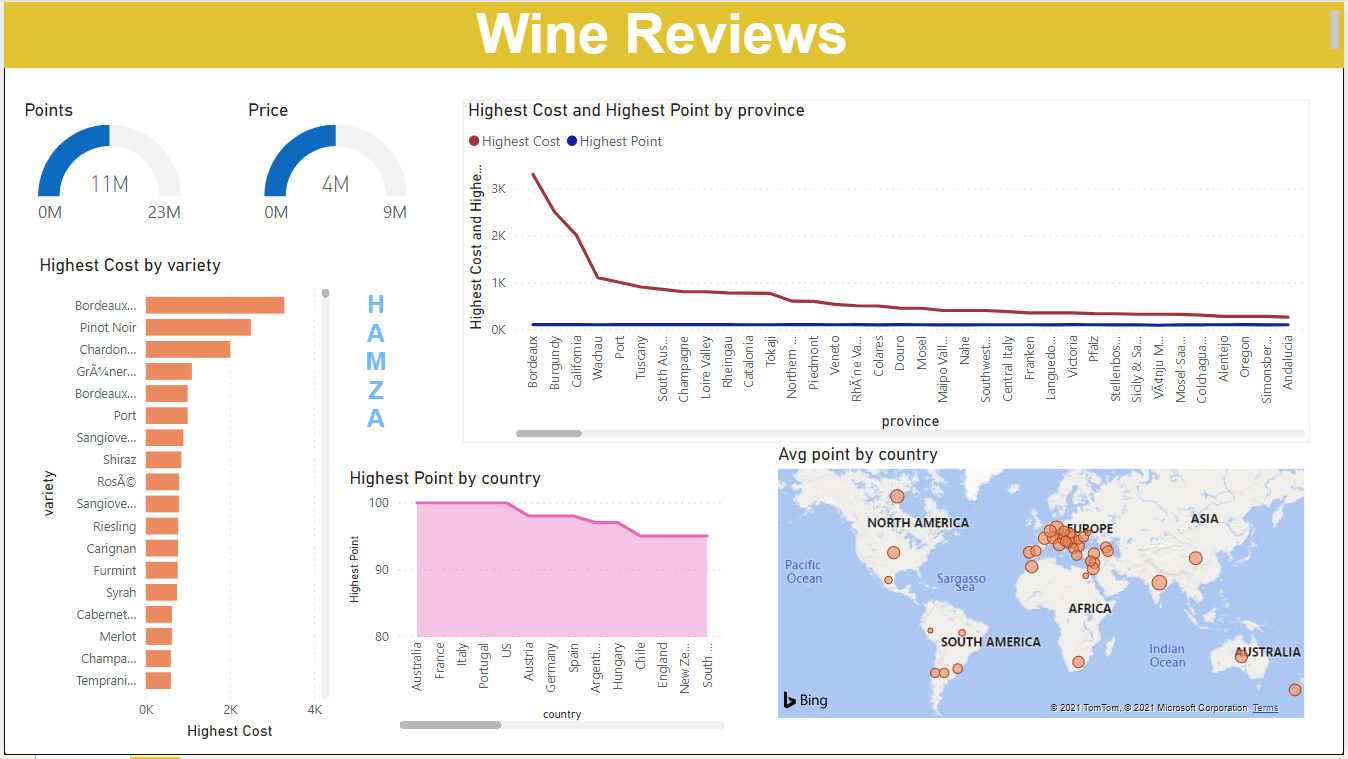 Wine Reviews
Points
11M
0M
23M
Price
4M
0M
9M
Highest Cost and Highest Point by province
Highest Cost
Highest Point
Highest Cost and Highe...
3K
2K
1K
0K
Bordeaux
Burgundy
California
Wachau
Port
Tuscany
South Aus...
Champagne
Loire Valley
Rheingau
Catalonia
Tokaji
Northern ...
Piedmont
Veneto
RhÃ´ne Va...
Colares
Douro
Mosel
Maipo Vall...
Nahe
Southwest...
Central Italy
Franken
Languedo...
Victoria
Pfalz
Stellenbos...
Sicily & Sa...
VÃ¢nju M...
Mosel-Saa...
Colchagua...
Alentejo
Oregon
Simonsber...
Andalucia
province
Highest Cost by variety
variety
Bordeaux...
Pinot Noir
Chardon...
GrÃ¼ner...
Bordeaux...
Port
Sangiove...
Shiraz
RosÃ©
Sangiove...
Riesling
Carignan
Furmint
Syrah
Cabernet...
Merlot
Champa...
Temprani...
0K
2K
4K
Highest Cost
H
A
M
Z
A
Highest Point by country
Highest Point
100
90
80
Australia
France
Italy
Portugal
US
Austria
Germany
Spain
Argenti...
Hungary
Chile
England
New Ze...
South ...
country
Avg point by country
NORTH AMERICA
EUROPE
ASIA
Pacific
Ocean
Sargasso
Sea
AFRICA
SOUTH AMERICA
Indian
Ocean
AUSTRALIA
Bing
© 2021 TomTom, © 2021 Microsoft Corporation Terms